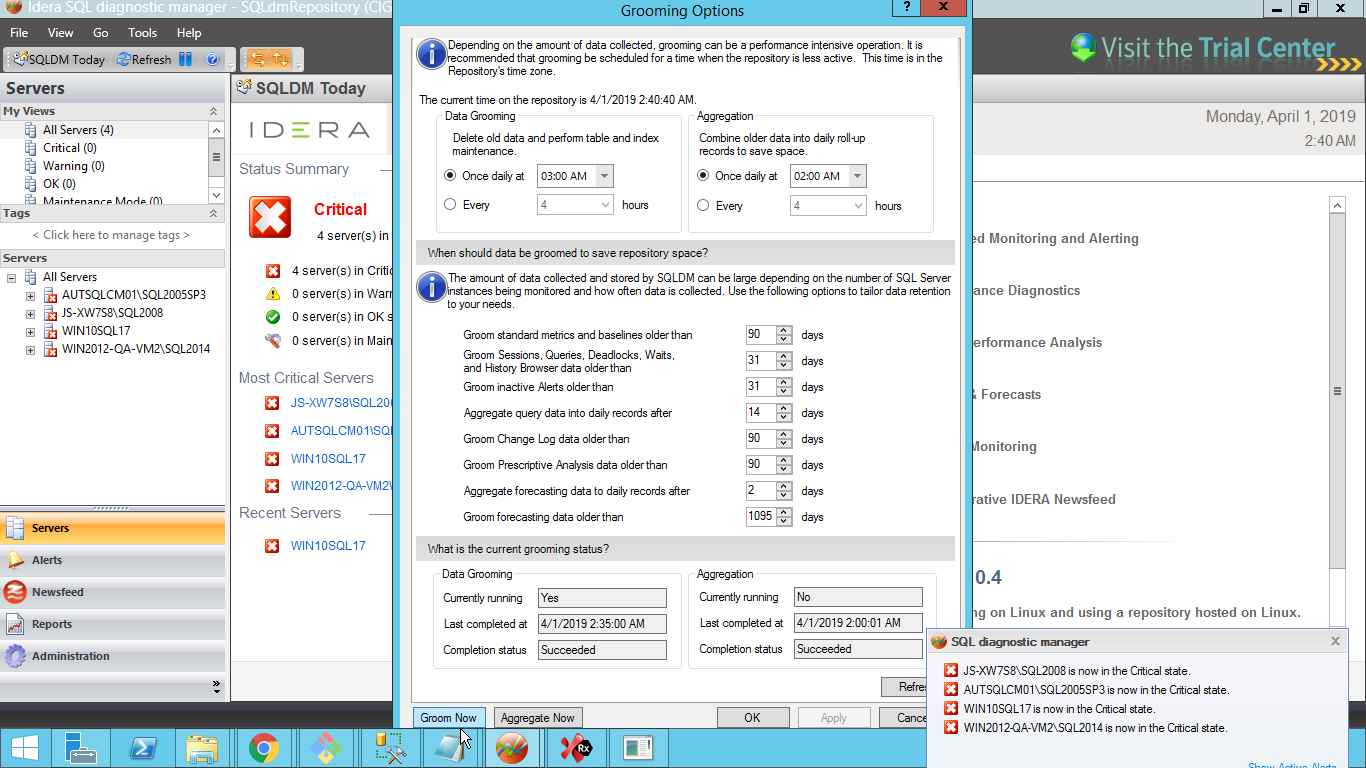 Idera SQL diagnostic manager - SQLdmRepository (CIG
Grooming Options
?
File View Go Tools Help
SQLDM Today Refresh
Visit the Trial Center
Servers
My Views
All Servers (4)
Critical (0)
Warning (0)
OK (0)
Maintenance Mode (0)
Tags
< Click here to manage tags >
Servers
All Servers
AUTSQLCM01\SQL2005SP3
JS-XW7S8\SQL2008
WIN10SQL17
WIN2012-QA-VM2\SQL2014
Servers
Alerts
Newsfeed
Reports
Administration
SQLDM Today
IDERA
Status Summary
Critical
4 server(s) in
4 server(s) in Critic
0 server(s) in Warn
0 server(s) in OK s
0 server(s) in Main
Most Critical Servers
JS-XW7S8\SQL200
AUTSQLCM01\SQL
WIN10SQL17
WIN2012-QA-VM2\
Recent Servers
WIN10SQL17
Depending on the amount of data collected, grooming can be a performance intensive operation. It is
recommended that grooming be scheduled for a time when the repository is less active. This time is in the
Repository's time zone.
The current time on the repository is 4/1/2019 2:40:40 AM.
Data Grooming
Delete old data and perform table and index
maintenance.
Once daily at 03:00 AM
Every 4 hours
Aggregation
Combine older data into daily roll-up
records to save space.
Once daily at 02:00 AM
Every 4 hours
When should data be groomed to save repository space?
The amount of data collected and stored by SQLDM can be large depending on the number of SQL Server
instances being monitored and how often data is collected. Use the following options to tailor data retention
to your needs.
Groom standard metrics and baselines older than 90 days
Groom Sessions, Queries, Deadlocks, Waits,
and History Browser data older than 31 days
Groom inactive Alerts older than 31 days
Aggregate query data into daily records after 14 days
Groom Change Log data older than 90 days
Groom Prescriptive Analysis data older than 90 days
Aggregate forecasting data to daily records after 2 days
Groom forecasting data older than 1095 days
What is the current grooming status?
Data Grooming
Currently running Yes
Last completed at 4/1/2019 2:35:00 AM
Completion status Succeeded
Aggregation
Currently running No
Last completed at 4/1/2019 2:00:01 AM
Completion status Succeeded
Refre
Groom Now Aggregate Now OK Apply Cance
Monday, April 1, 2019
2:40 AM
ed Monitoring and Alerting
ance Diagnostics
erformance Analysis
& Forecasts
Monitoring
rative IDERA Newsfeed
0.4
ng on Linux and using a repository hosted on Linux.
SQL diagnostic manager
JS-XW7S8\SQL2008 is now in the Critical state.
AUTSQLCM01\SQL2005SP3 is now in the Critical state.
WIN10SQL17 is now in the Critical state.
WIN2012-QA-VM2\SQL2014 is now in the Critical state.
Show Active Alerts
Rx